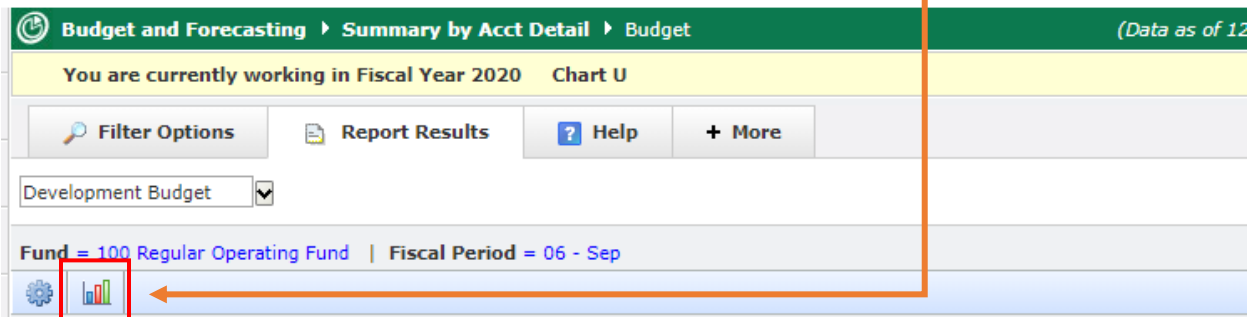 Budget and Forecasting Summary by Acct Detail Budget (Data as of 12
You are currently working in Fiscal Year 2020 Chart U
Filter Options Report Results ? Help + More
Development Budget
Fund = 100 Regular Operating Fund | Fiscal Period = 06 - Sep